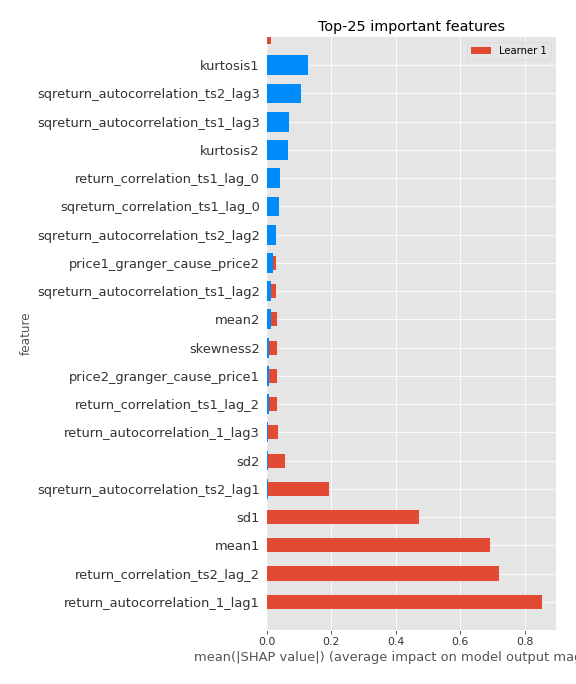 Top-25 important features
Learner 1
kurtosis1
sqreturn_autocorrelation_ts2_lag3
sqreturn_autocorrelation_ts1_lag3
kurtosis2
return_correlation_ts1_lag_0
sqreturn_correlation_ts1_lag_0
sqreturn_autocorrelation_ts2_lag2
price1_granger_cause_price2
sqreturn_autocorrelation_ts1_lag2
mean2
skewness2
price2_granger_cause_price1
return_correlation_ts1_lag_2
return_autocorrelation_1_lag3
sd2
sqreturn_autocorrelation_ts2_lag1
sd1
mean1
return_correlation_ts2_lag_2
return_autocorrelation_1_lag1
feature
0.0 0.2 0.4 0.6 0.8
mean(|SHAP value|) (average impact on model output mag